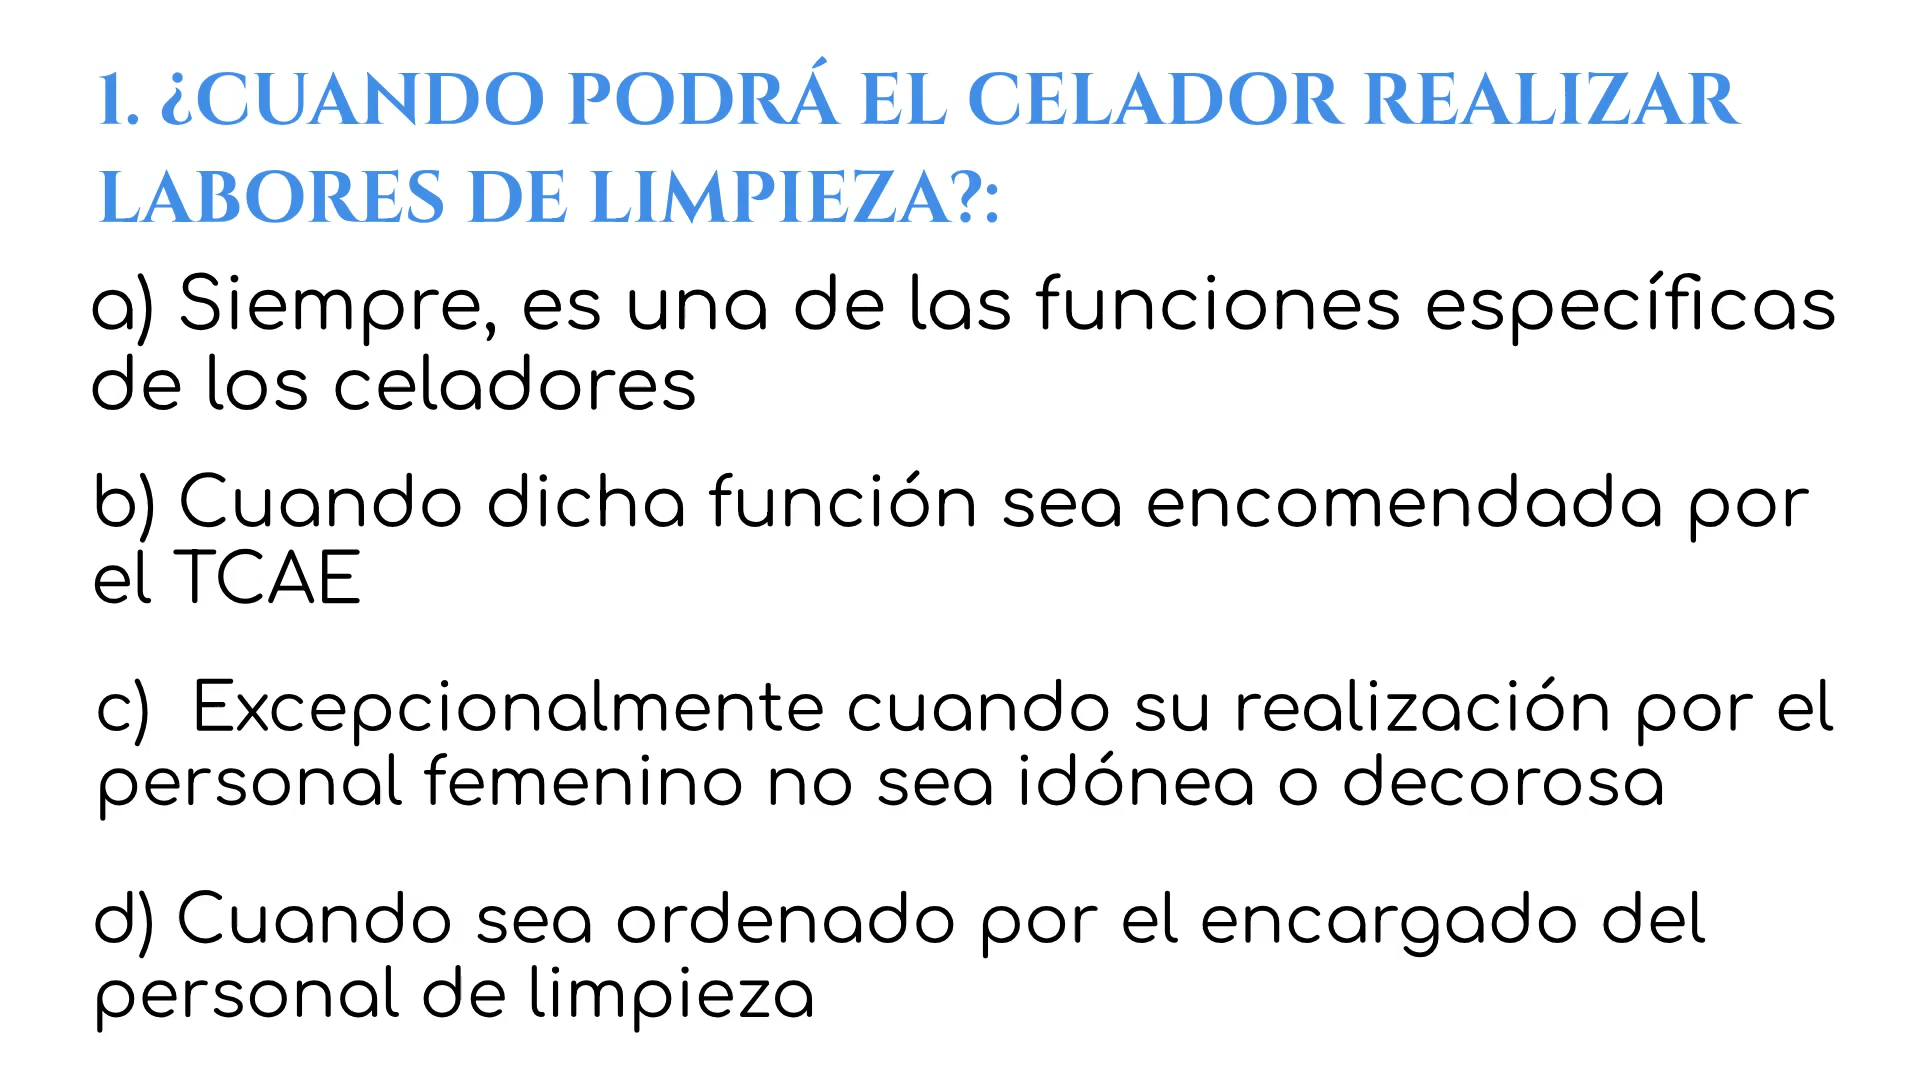 1. ¿CUANDO PODRÁ EL CELADOR REALIZAR
LABORES DE LIMPIEZA?:
a) Siempre, es una de las funciones específicas
de los celadores
b) Cuando dicha función sea encomendada por
el TCAE
c) Excepcionalmente cuando su realización por el
personal femenino no sea idónea o decorosa
d) Cuando sea ordenado por el encargado del
personal de limpieza